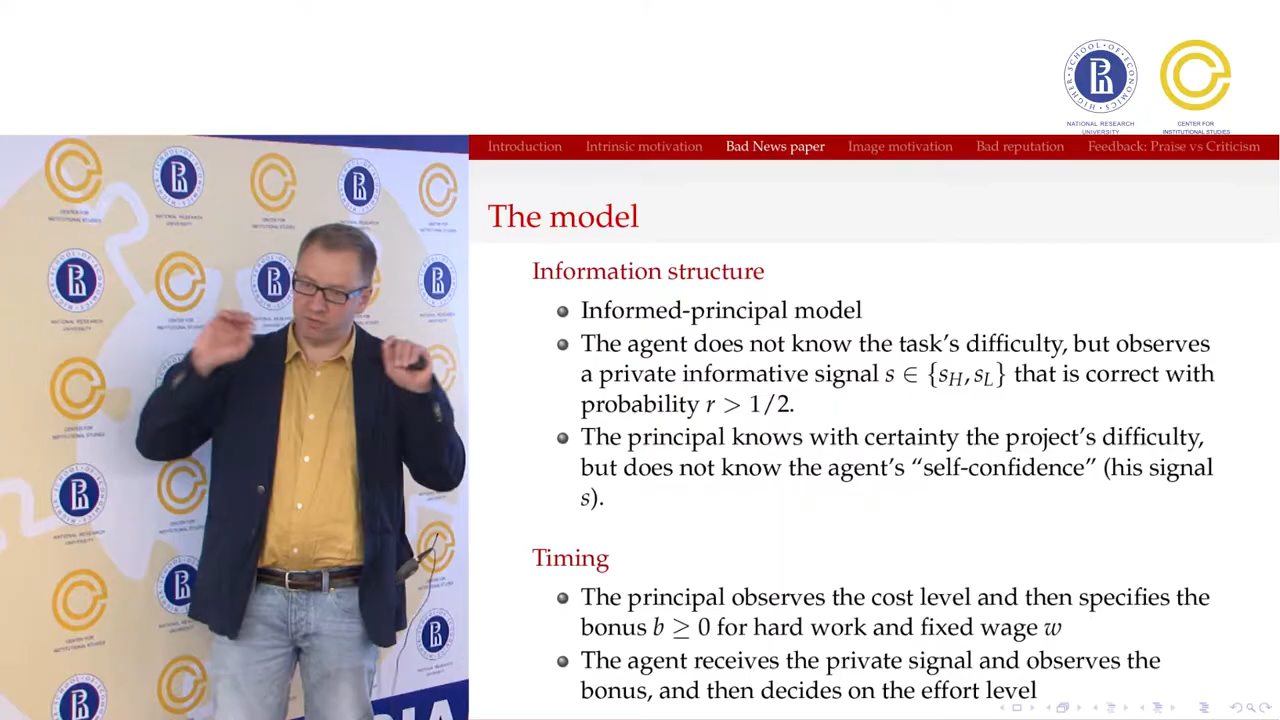 NATIONAL RESEARCH
UNIVERSITY
CENTER FOR
INSTITUTIONAL STUDIES
HIGHER SCHOOL OF ECONOMICS
Introduction Intrinsic motivation Bad News paper Image motivation Bad reputation Feedback: Praise vs Criticism
The model
Information structure
Informed-principal model
The agent does not know the task's difficulty, but observes
a private informative signal s ∈ {s_H, s_L} that is correct with
probability r > 1/2.
The principal knows with certainty the project's difficulty,
but does not know the agent's “self-confidence” (his signal
s).
Timing
The principal observes the cost level and then specifies the
bonus b ≥ 0 for hard work and fixed wage w
The agent receives the private signal and observes the
bonus, and then decides on the effort level